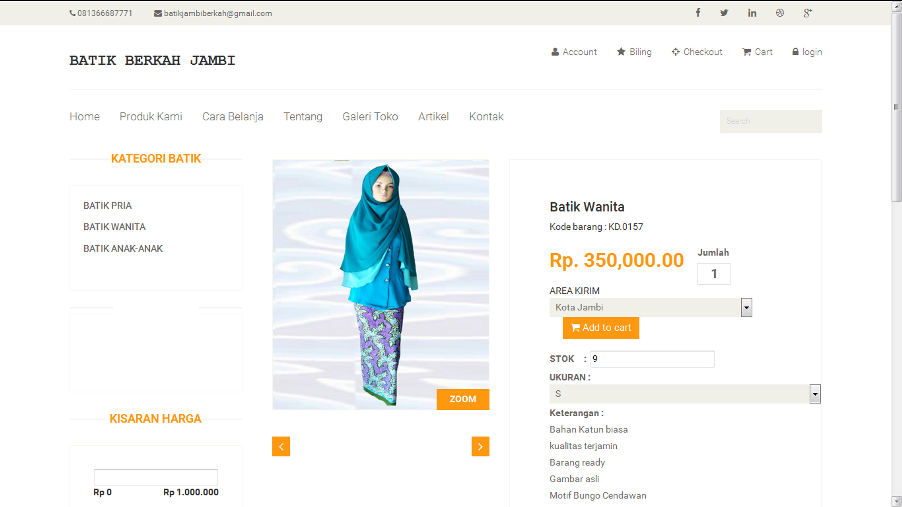 081366687771 batikjambiberkah@gmail.com
BATIK BERKAH JAMBI
Account Biling Checkout Cart login
Home Produk Kami Cara Belanja Tentang Galeri Toko Artikel Kontak
Search
KATEGORI BATIK
BATIK PRIA
BATIK WANITA
BATIK ANAK-ANAK
KISARAN HARGA
Rp 0 Rp 1.000.000
ZOOM
Batik Wanita
Kode barang : KD.0157
Rp. 350,000.00
Jumlah
1
AREA KIRIM
Kota Jambi
Add to cart
STOK : 9
UKURAN :
S
Keterangan :
Bahan Katun biasa
kualitas terjamin
Barang ready
Gambar asli
Motif Bungo Cendawan